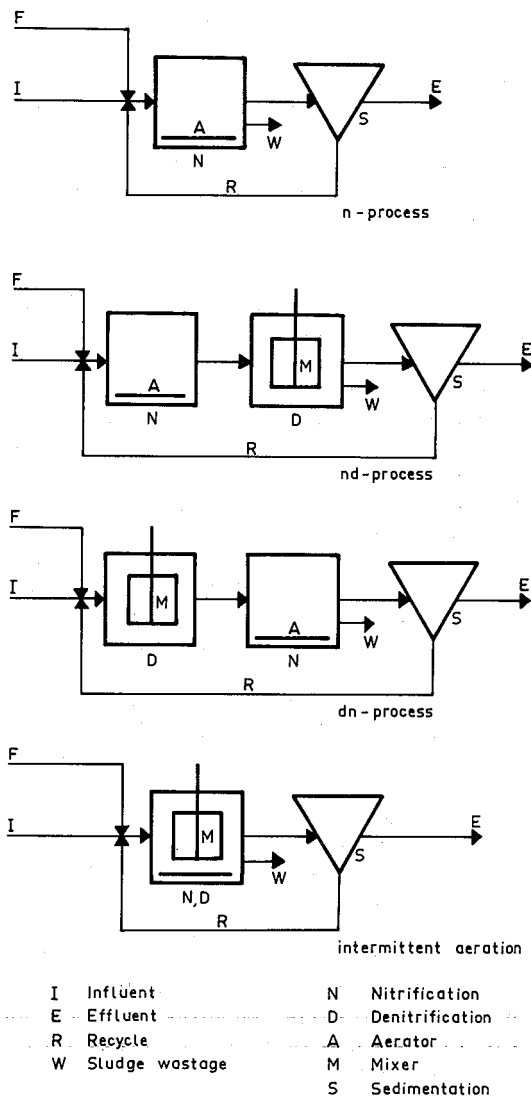 F
I
A
N
W
S
E
R
n-process
F
I
A
N
M
D
W
S
E
R
nd-process
F
I
M
D
A
N
W
S
E
R
dn-process
F
I
M
N,D
W
S
E
R
intermittent aeration
I Influent
E Effluent
R Recycle
W Sludge wastage
N Nitrification
D Denitrification
A Aerator
M Mixer
S Sedimentation